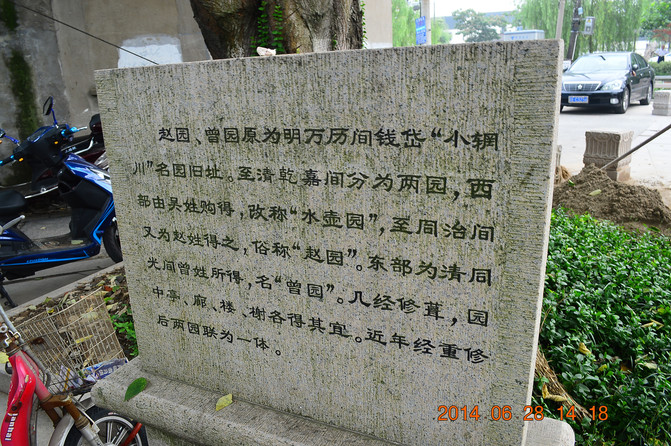 赵园、曾园原为明万历间钱岱“小辋
川”名园旧址。至清乾嘉间分为两园，西
部由吴姓购得，改称“水壶园”，至同治间
又为赵姓得之，俗称“赵园”。东部为清同
光间曾姓所得，名“曾园”。几经修葺，园
中亭、廊、楼、榭各得其宜。近年经重修
后两园联为一体。
2014 06 28 14 18